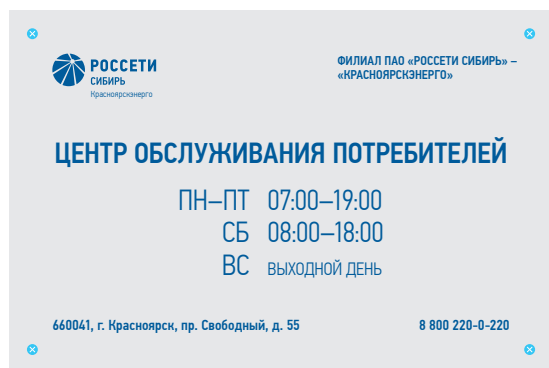 РОССЕТИ
СИБИРЬ
Красноярскэнерго
ФИЛИАЛ ПАО «РОССЕТИ СИБИРЬ» –
«КРАСНОЯРСКЭНЕРГО»
ЦЕНТР ОБСЛУЖИВАНИЯ ПОТРЕБИТЕЛЕЙ
ПН–ПТ 07:00–19:00
СБ 08:00–18:00
ВС ВЫХОДНОЙ ДЕНЬ
660041, г. Красноярск, пр. Свободный, д. 55
8 800 220-0-220